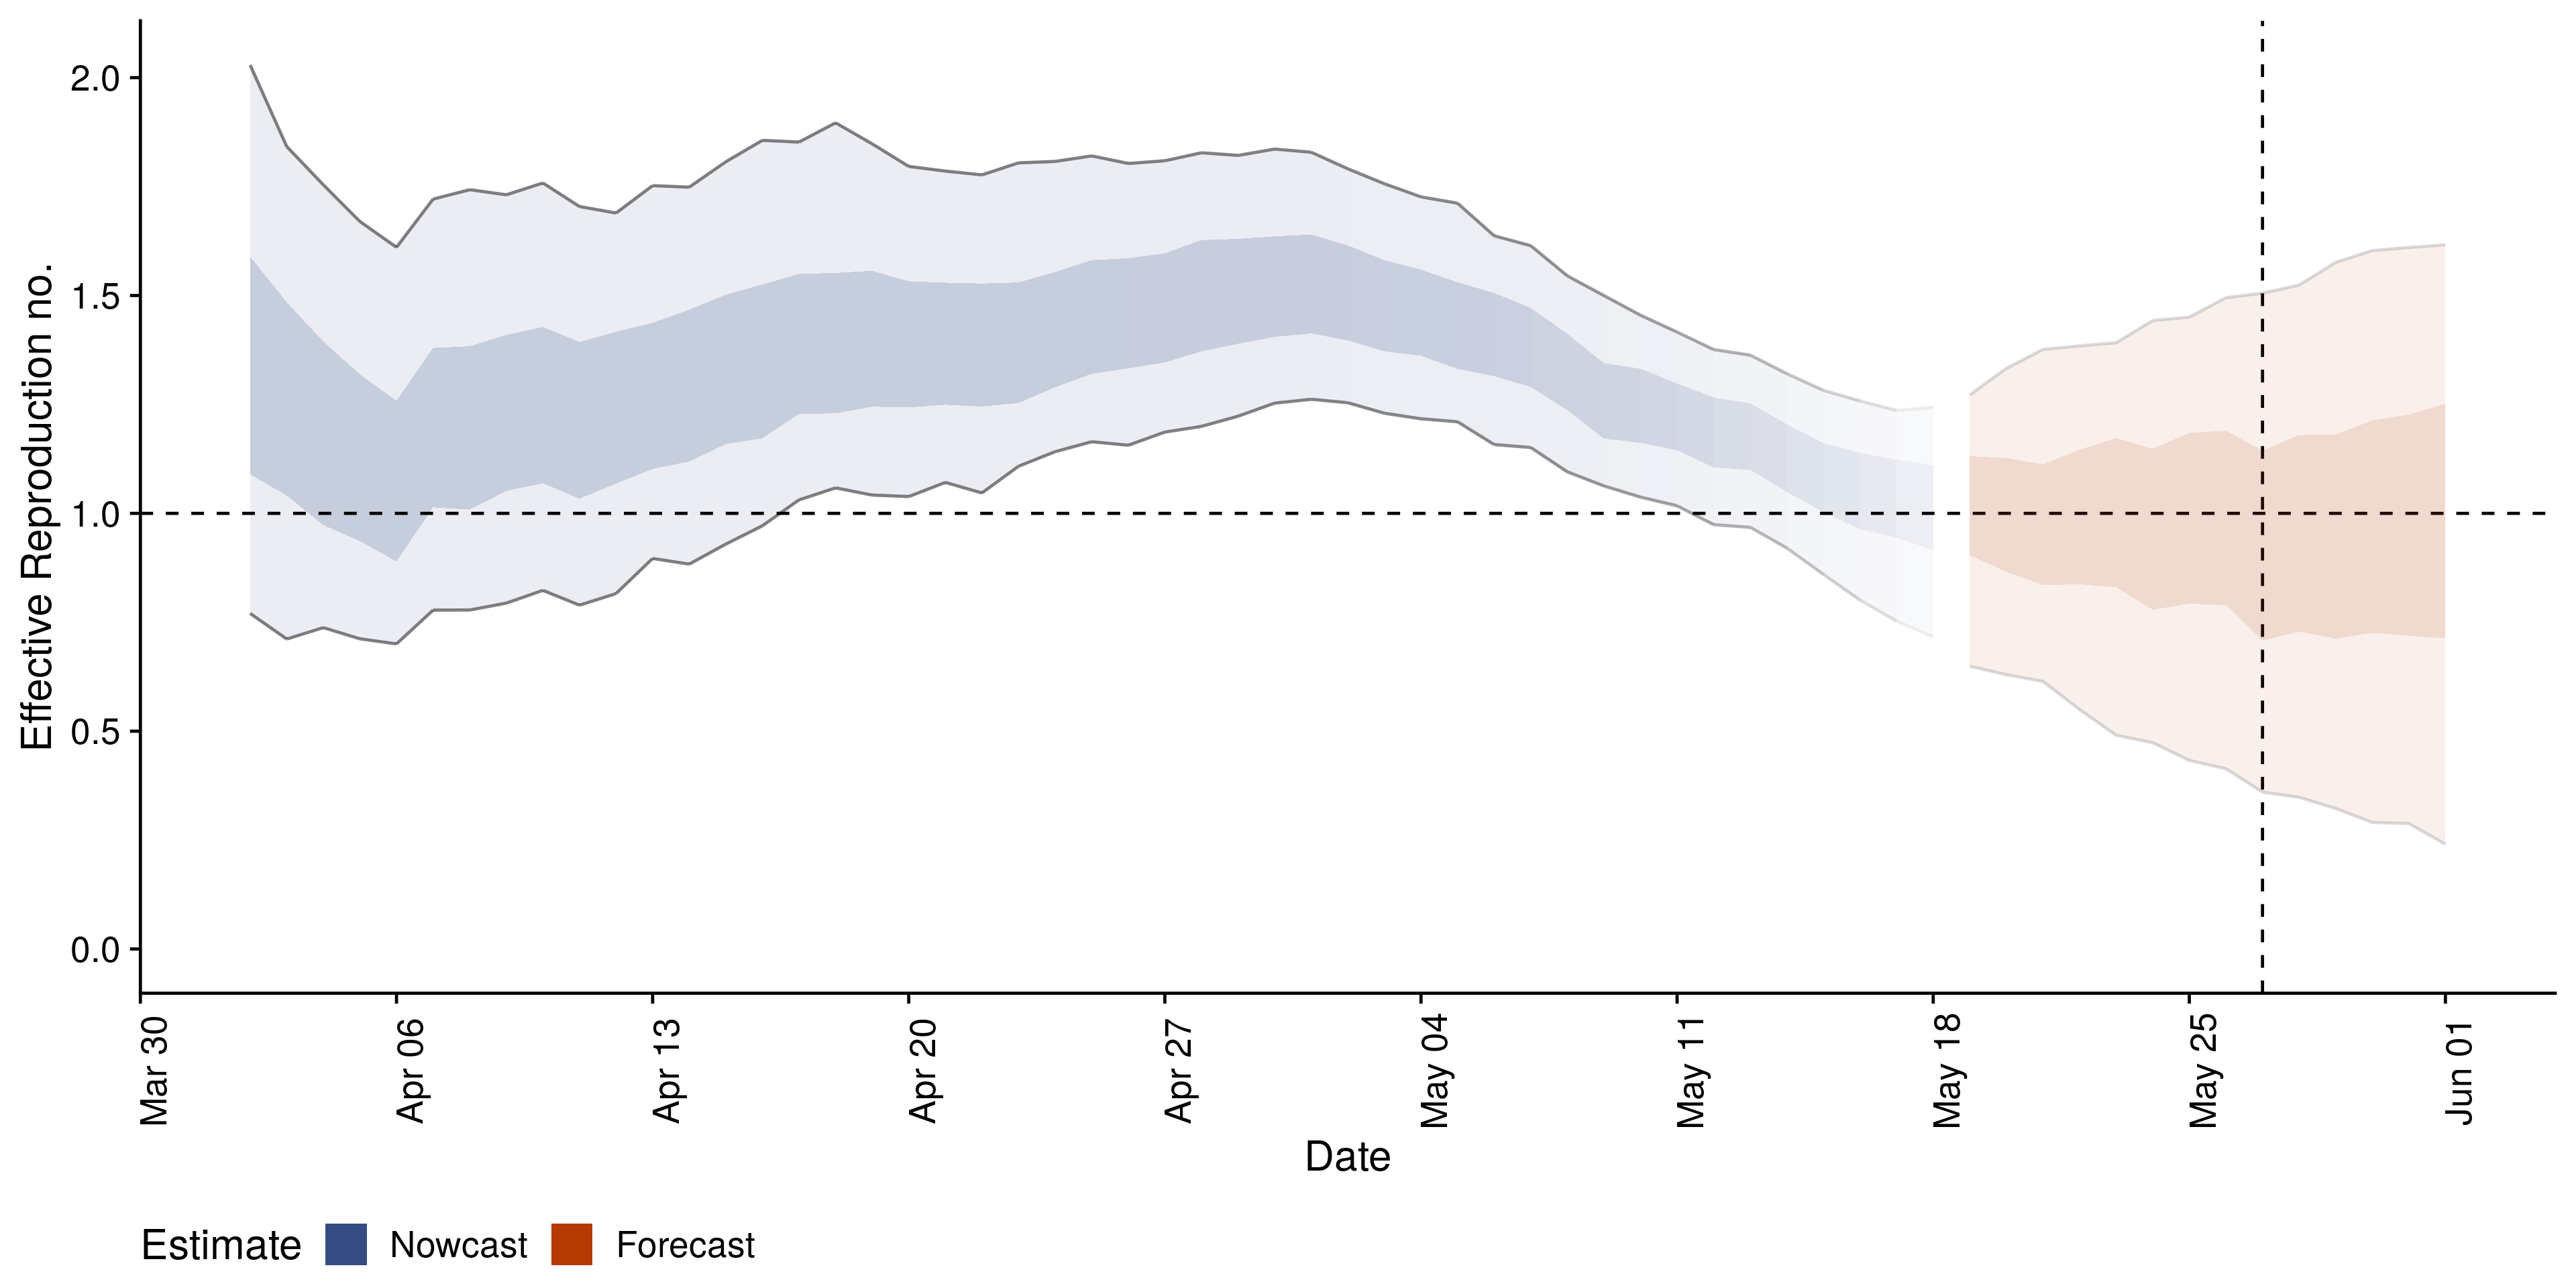 Effective Reproduction no.
2.0
1.5
1.0
0.5
0.0
Mar 30
Apr 06
Apr 13
Apr 20
Apr 27
May 04
May 11
May 18
May 25
Jun 01
Date
Estimate Nowcast Forecast